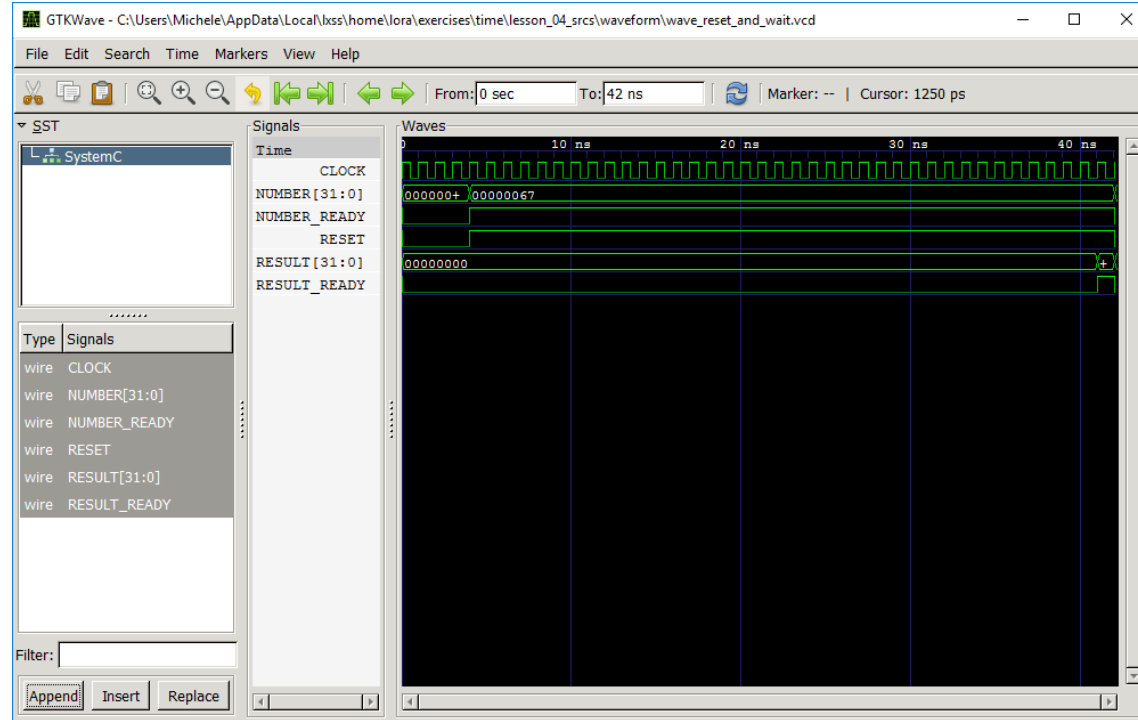 GTKWave - C:\Users\Michele\AppData\Local\lxss\home\lora\exercises\time\lesson_04_srcs\waveform\wave_reset_and_wait.vcd
File Edit Search Time Markers View Help
From: 0 sec To: 42 ns Marker: -- | Cursor: 1250 ps
SST
SystemC
Type Signals
wire CLOCK
wire NUMBER[31:0]
wire NUMBER_READY
wire RESET
wire RESULT[31:0]
wire RESULT_READY
Filter:
Append Insert Replace
Signals
Time
CLOCK
NUMBER[31:0]
NUMBER_READY
RESET
RESULT[31:0]
RESULT_READY
Waves
0 10 ns 20 ns 30 ns 40 ns
000000+ 00000067
00000000 +